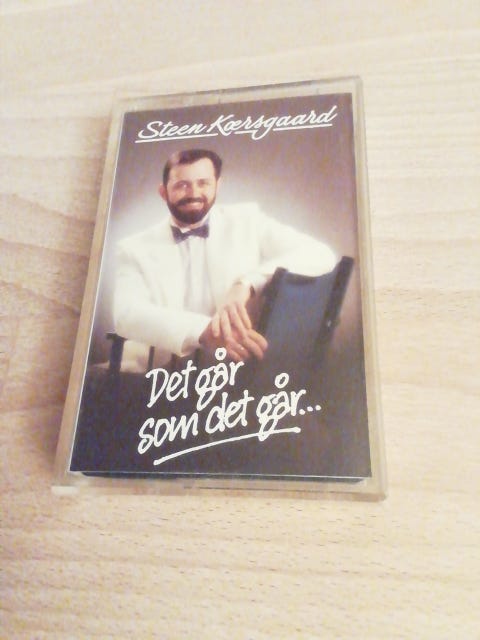 Steen Kærsgaard
Det går
som det går...